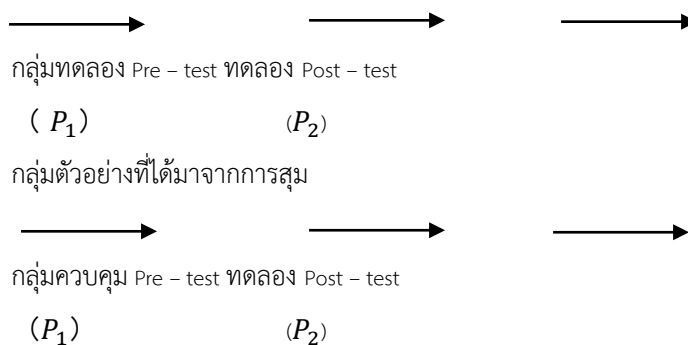 กลุ่มทดลอง Pre – test ทดลอง Post – test
( P₁ ) (P₂)
กลุ่มตัวอย่างที่ได้มาจากการสุม
กลุ่มควบคุม Pre – test ทดลอง Post – test
(P₁) (P₂)